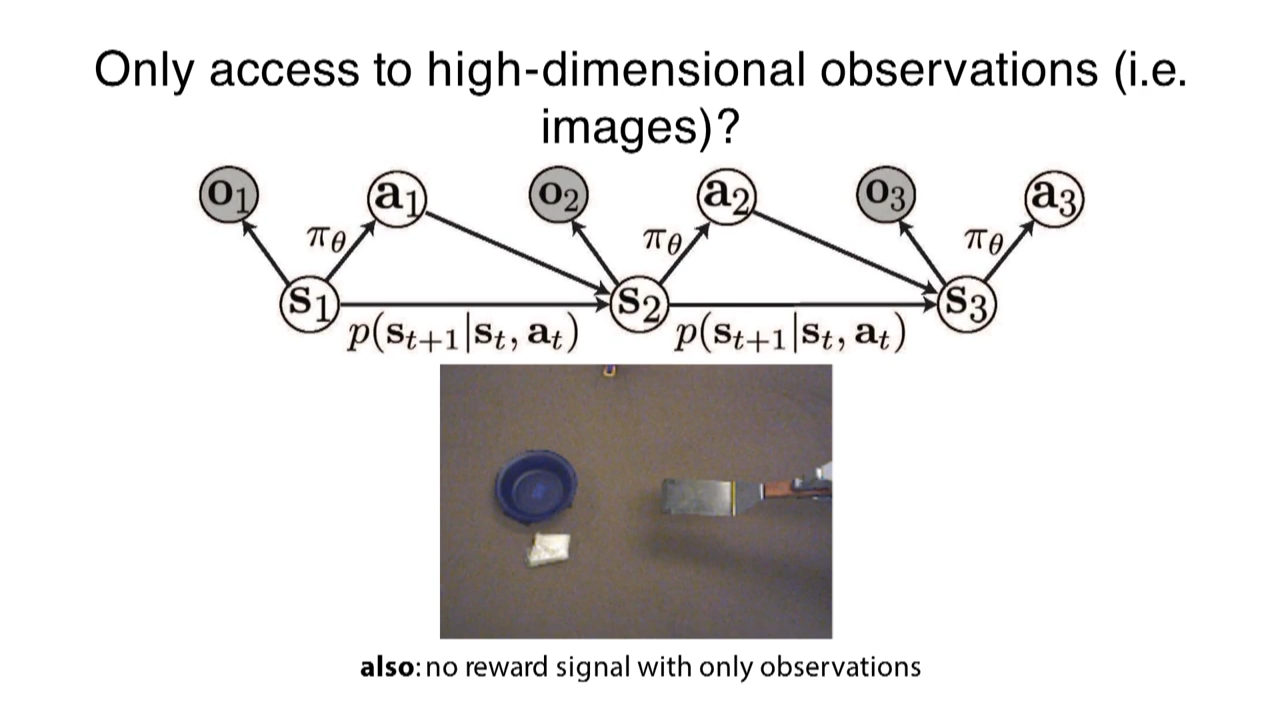 Only access to high-dimensional observations (i.e.
images)?
o₁ a₁ o₂ a₂ o₃ a₃
π_θ π_θ π_θ
s₁ s₂ s₃
p(s_{t+1}|s_t, a_t) p(s_{t+1}|s_t, a_t)
also: no reward signal with only observations